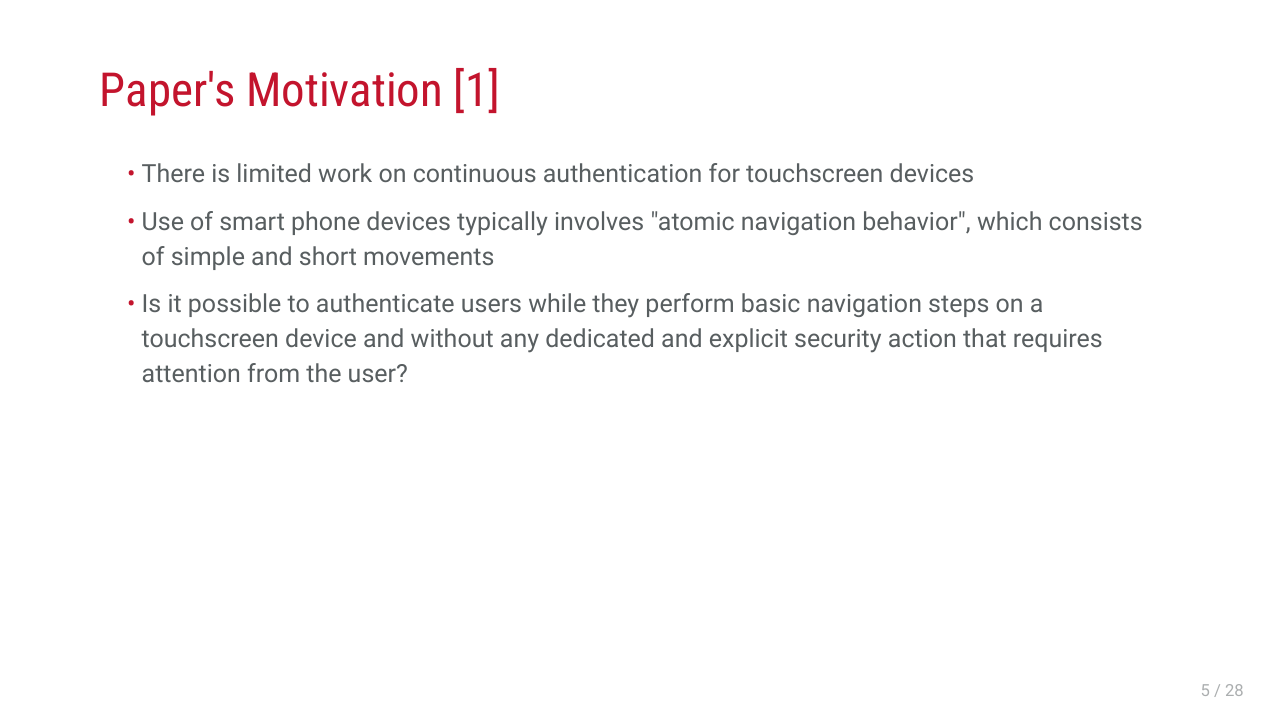 Paper's Motivation [1]
• There is limited work on continuous authentication for touchscreen devices
• Use of smart phone devices typically involves "atomic navigation behavior", which consists
of simple and short movements
• Is it possible to authenticate users while they perform basic navigation steps on a
touchscreen device and without any dedicated and explicit security action that requires
attention from the user?
5 / 28